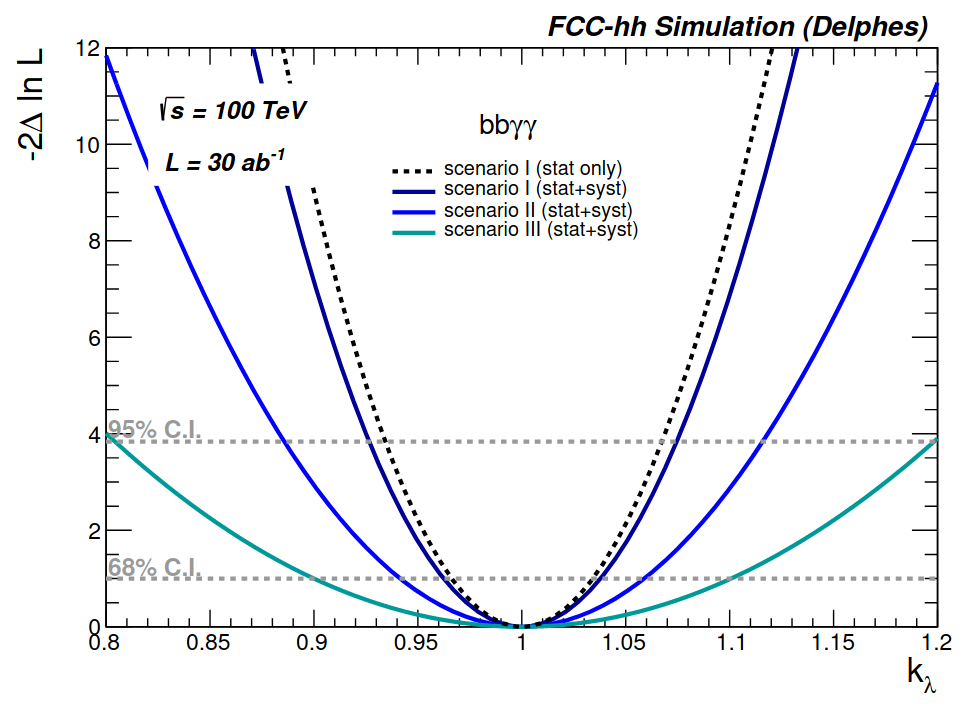 FCC-hh Simulation (Delphes)
-2Δ ln L
12
10
8
6
4
2
0
√s = 100 TeV
L = 30 ab⁻¹
bbγγ
scenario I (stat only)
scenario I (stat+syst)
scenario II (stat+syst)
scenario III (stat+syst)
95% C.I.
68% C.I.
0.8 0.85 0.9 0.95 1 1.05 1.1 1.15 1.2
k_λ